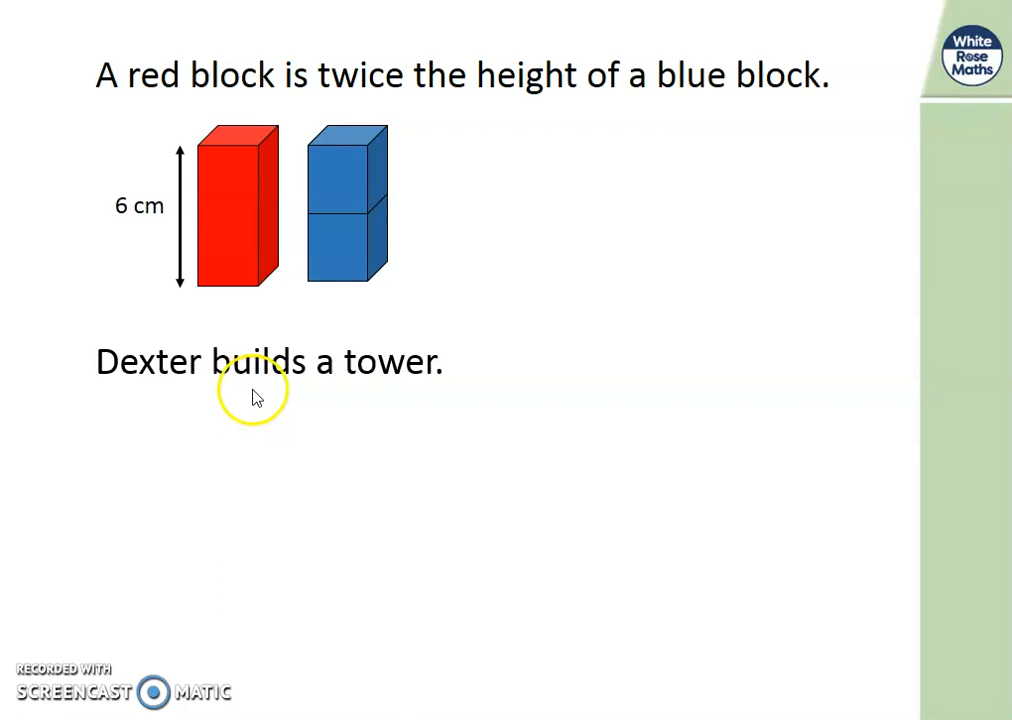 A red block is twice the height of a blue block.
White
Rose
Maths
6 cm
Dexter builds a tower.
RECORDED WITH
SCREENCAST MATIC